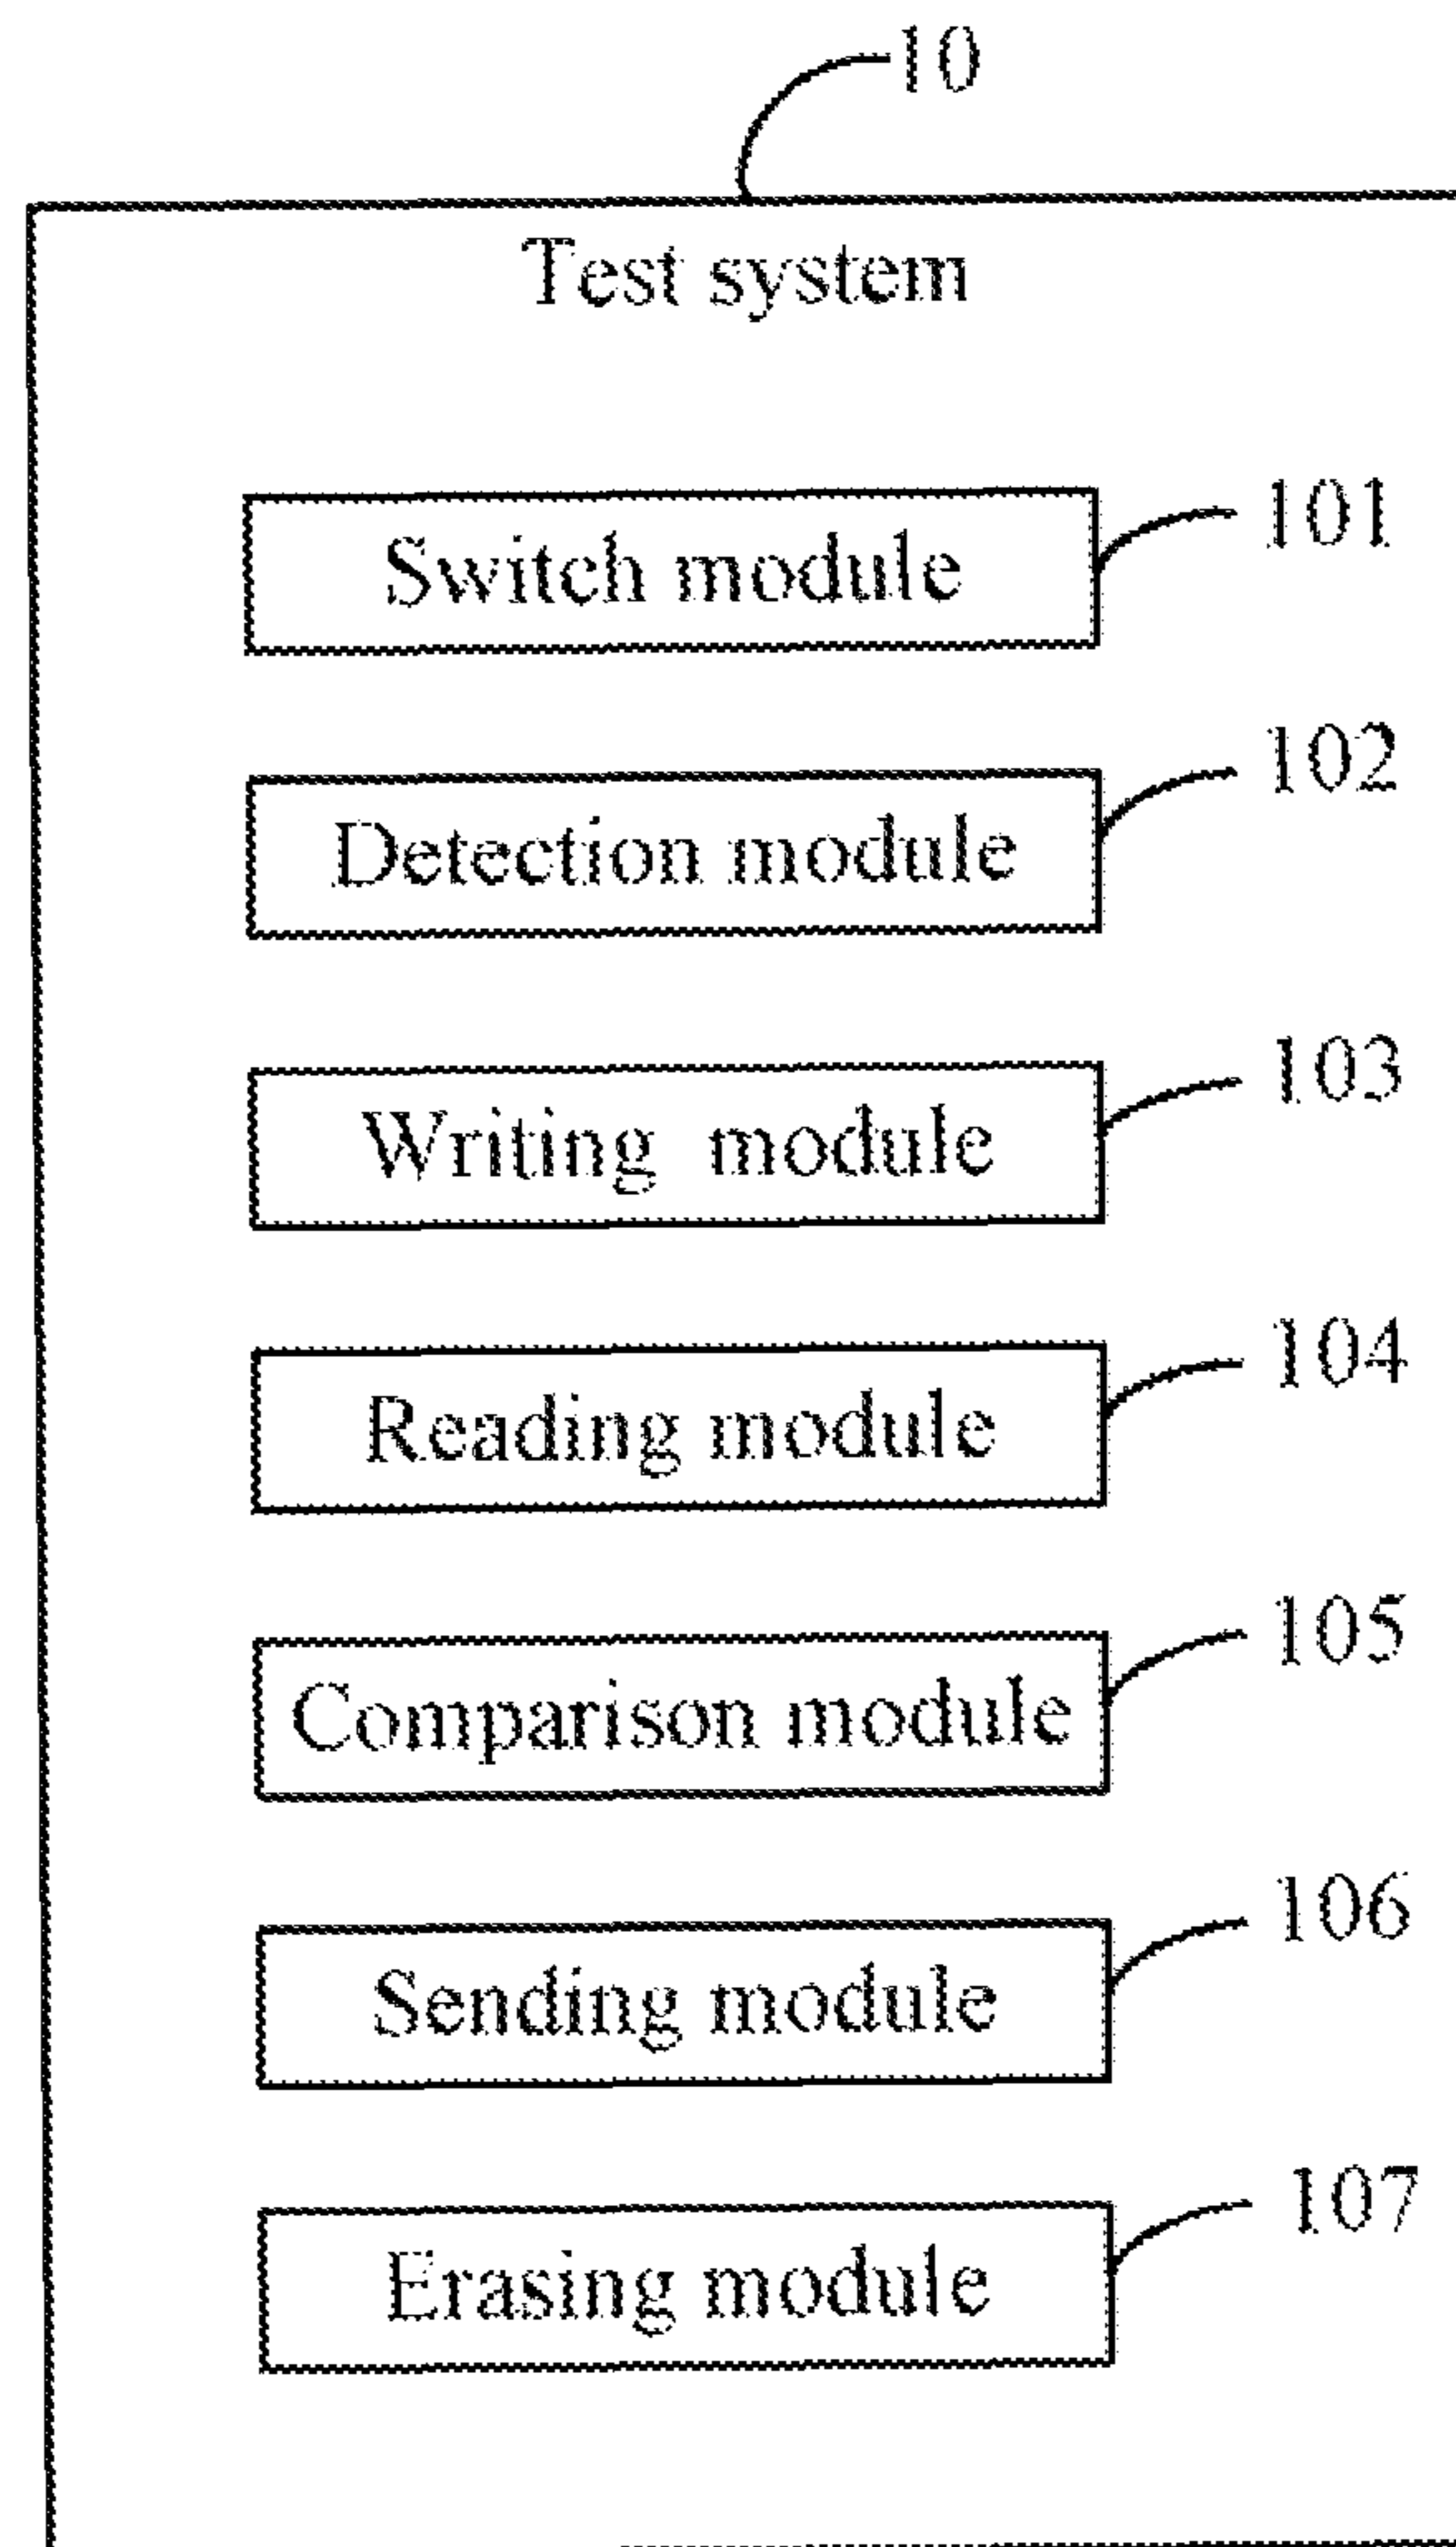 10
Test system
Switch module 101
Detection module 102
Writing module 103
Reading module 104
Comparison module 105
Sending module 106
Erasing module 107